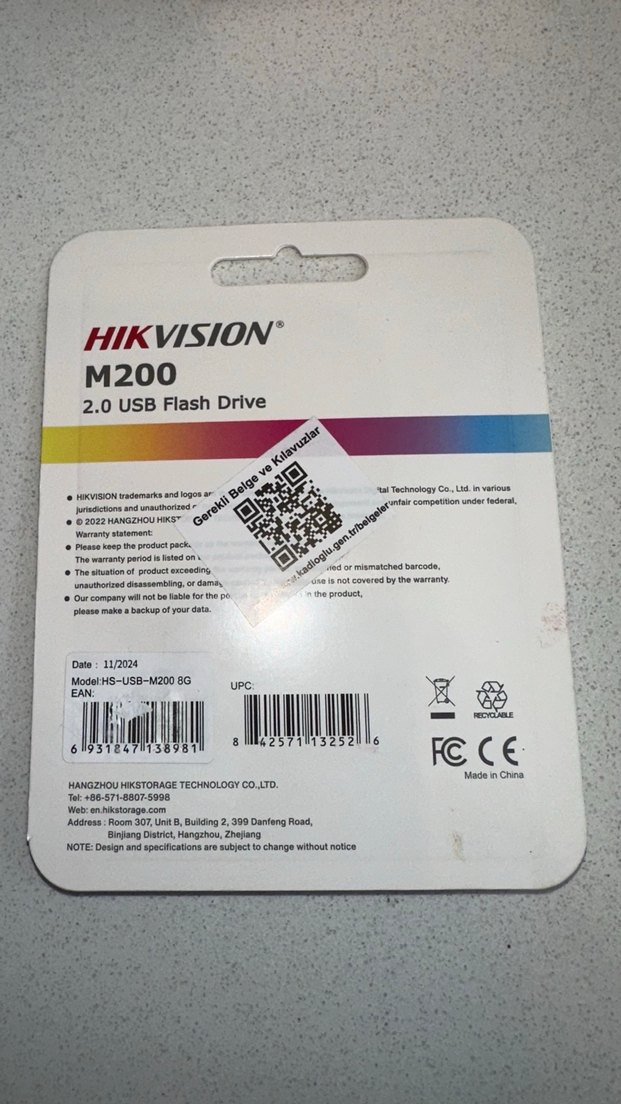 HIKVISION®
M200
2.0 USB Flash Drive
Gerekli Belge ve Kılavuzlar
www.kadioglu.gen.tr/belgeler
● HIKVISION trademarks and logos Technology Co., Ltd. in various
jurisdictions and unauthorized unfair competition under federal,
● © 2022 HANGZHOU
Warranty statement:
● Please keep the product
The warranty period is listed on
● The situation of product exceeding or mismatched barcode,
unauthorized disassembling, or use is not covered by the warranty.
● Our company will not be liable for the in the product,
please make a backup of your data.
Date : 11/2024
Model:HS-USB-M200 8G
EAN:
6 931847 138981
UPC:
8 42571 13252 6
RECYCLABLE
FC CE
Made in China
HANGZHOU HIKSTORAGE TECHNOLOGY CO.,LTD.
Tel: +86-571-8807-5998
Web: en.hikstorage.com
Address : Room 307, Unit B, Building 2, 399 Danfeng Road,
Binjiang District, Hangzhou, Zhejiang
NOTE: Design and specifications are subject to change without notice